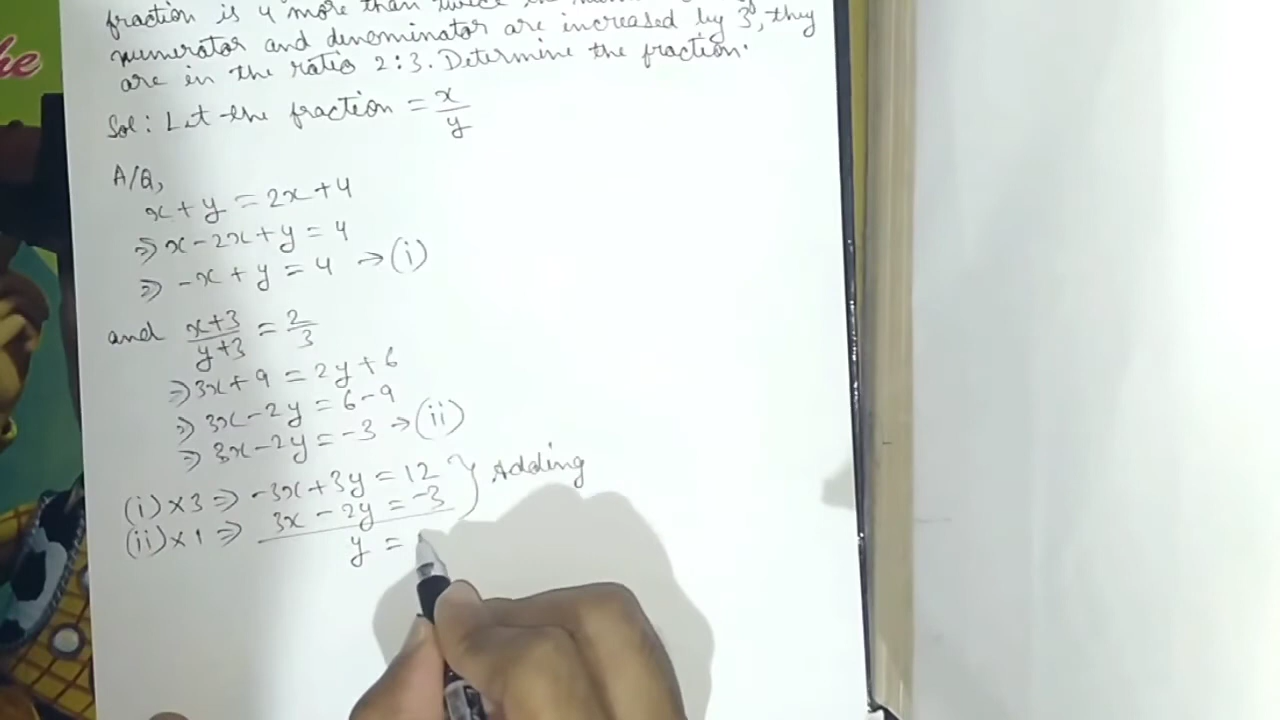 fraction is 4 more than twice
numerator and denominator are increased by 3, they
are in the ratio 2:3. Determine the fraction.
Sol: Let the fraction = x/y
A/Q,
x + y = 2x + 4
⇒ x - 2x + y = 4
⇒ -x + y = 4 → (i)
and x+3/y+3 = 2/3
⇒ 3x + 9 = 2y + 6
⇒ 3x - 2y = 6 - 9
⇒ 3x - 2y = -3 → (ii)
(i) × 3 ⇒ -3x + 3y = 12 } Adding
(ii) × 1 ⇒ 3x - 2y = -3
y =